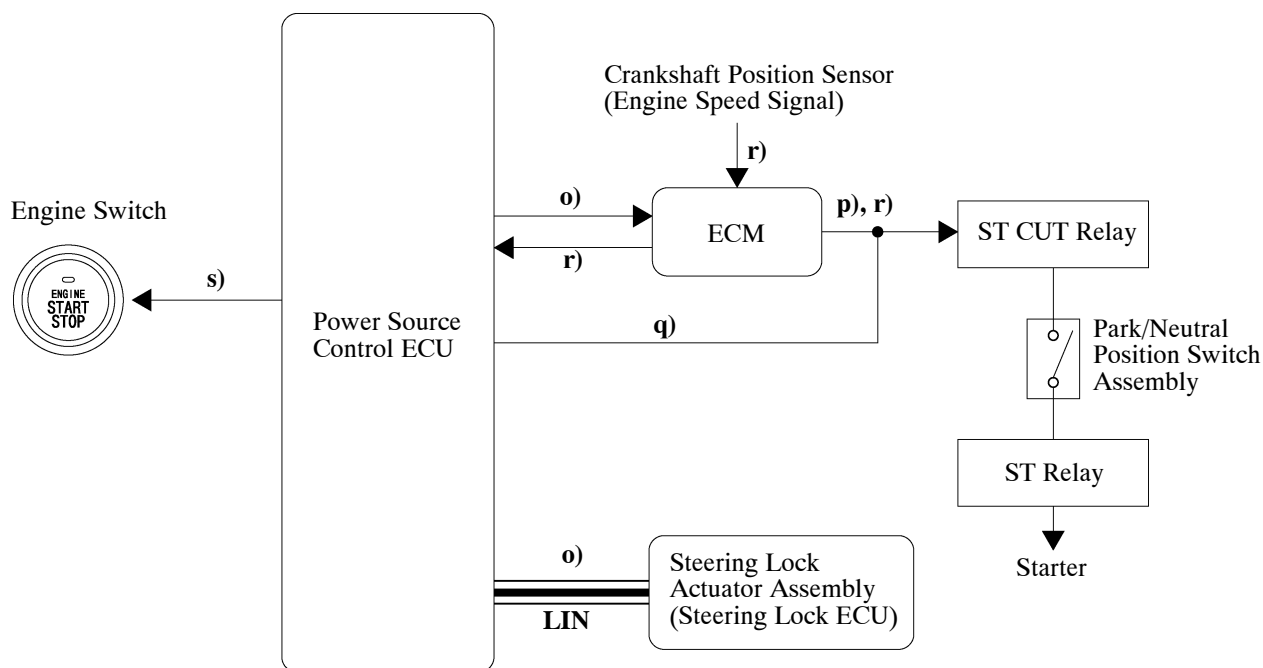 Crankshaft Position Sensor
(Engine Speed Signal)
r)
Engine Switch
o)
p), r)
ECM
ST CUT Relay
r)
s)
ENGINE
START
STOP
Power Source
Control ECU
q)
Park/Neutral
Position Switch
Assembly
ST Relay
o)
Steering Lock
Actuator Assembly
(Steering Lock ECU)
LIN
Starter